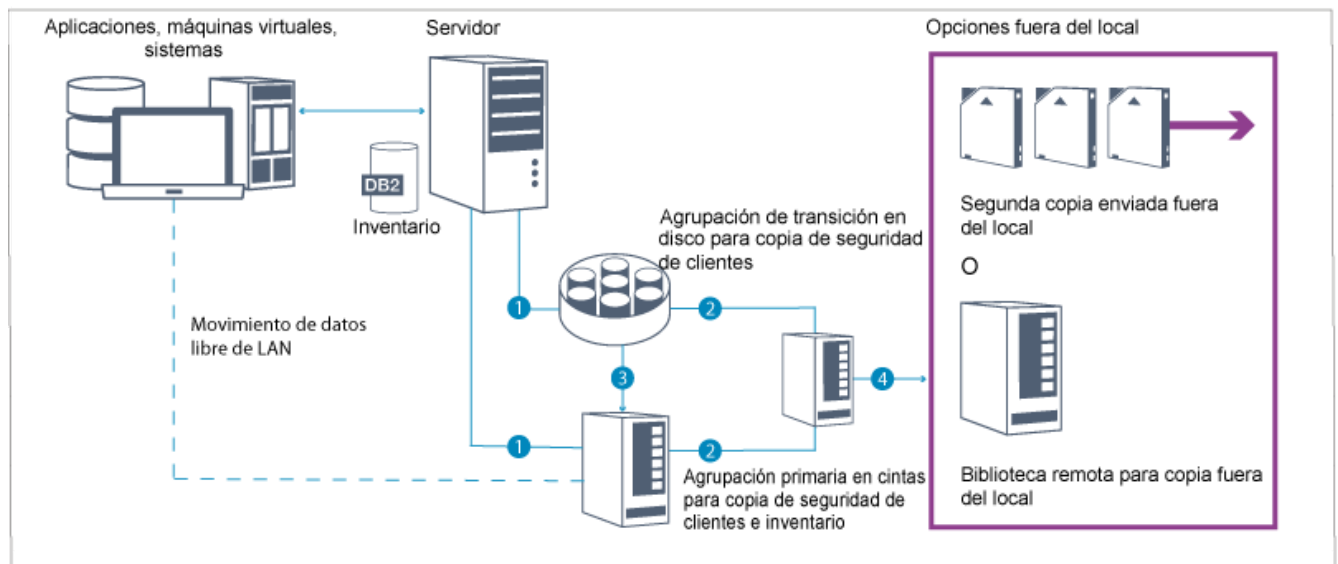 Aplicaciones, máquinas virtuales,
sistemas
Servidor
Opciones fuera del local
DB2
Inventario
Agrupación de transición en
disco para copia de seguridad
de clientes
Segunda copia enviada fuera
del local
O
1
2
Movimiento de datos
libre de LAN
3
4
1
2
Agrupación primaria en cintas
para copia de seguridad de
clientes e inventario
Biblioteca remota para copia fuera
del local